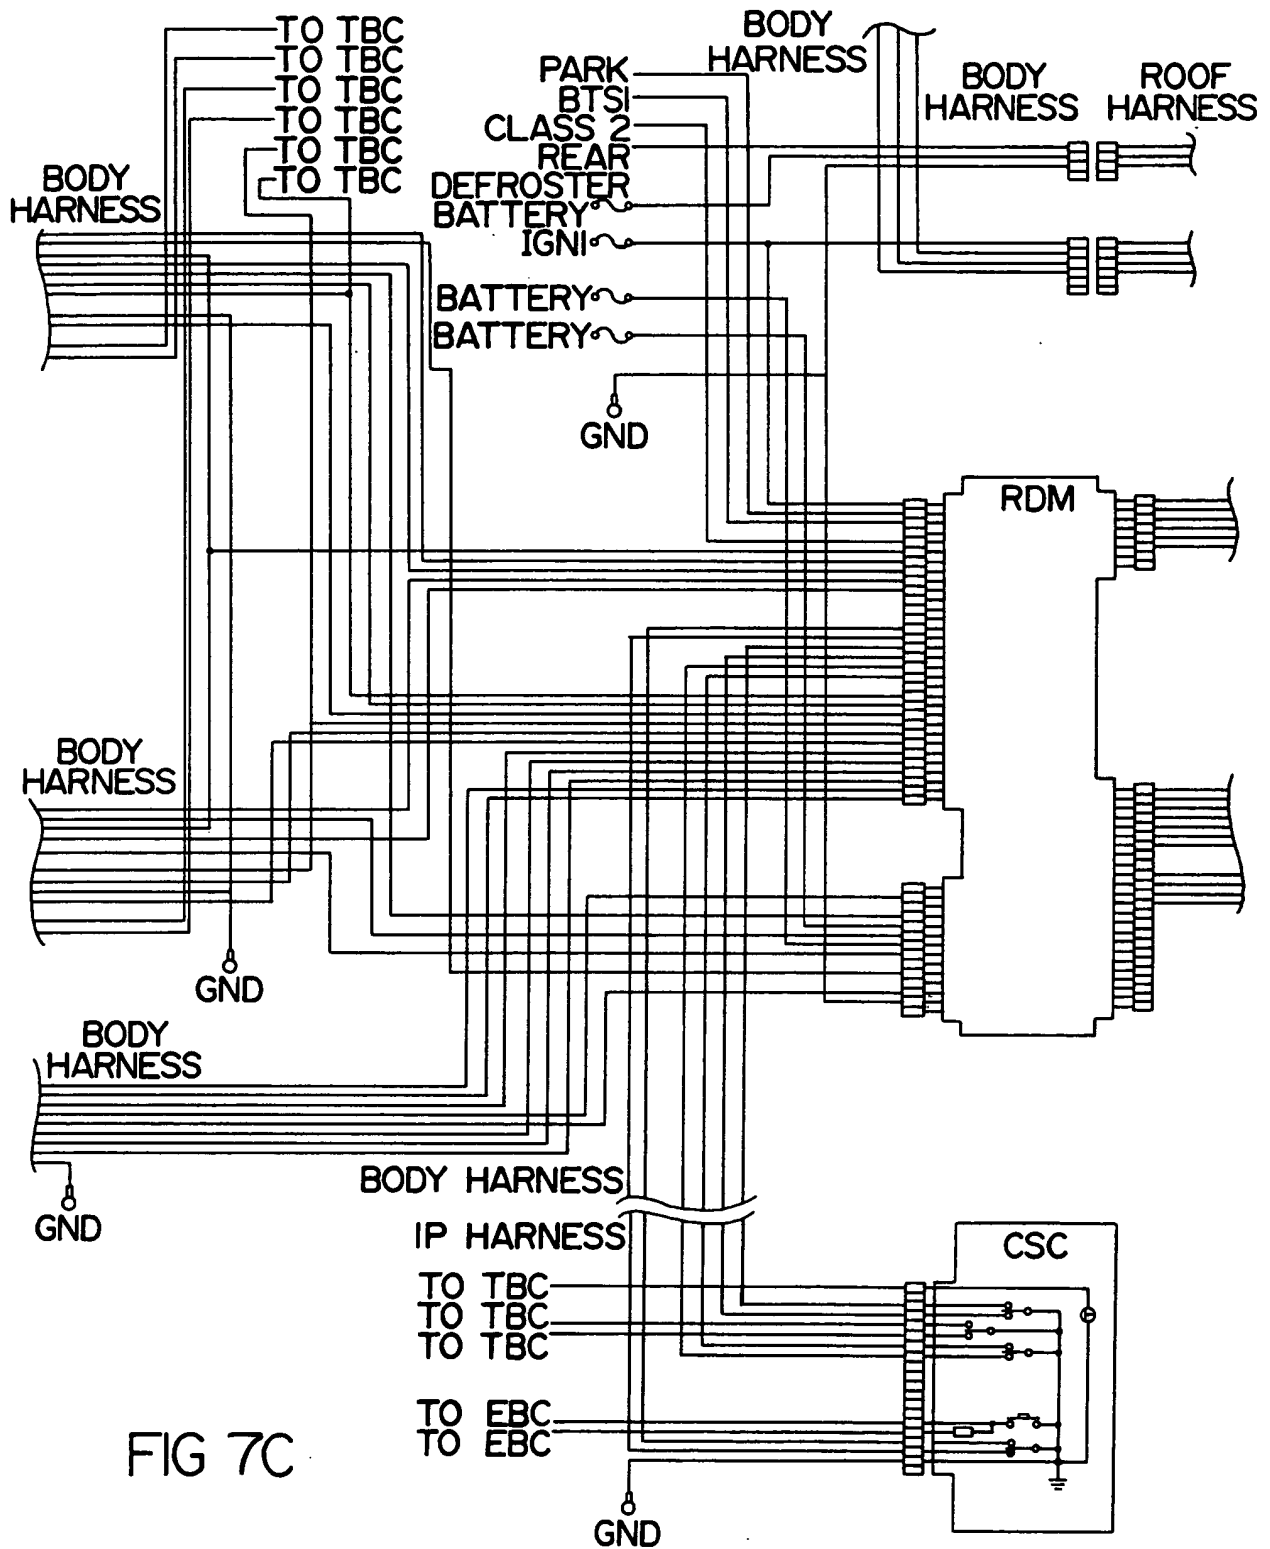 TO TBC
TO TBC
TO TBC
TO TBC
TO TBC
TO TBC
BODY
HARNESS
PARK
BTSI
CLASS 2
REAR
DEFROSTER
BATTERY
IGNI
BATTERY
BATTERY
GND
BODY
HARNESS
BODY
HARNESS
ROOF
HARNESS
RDM
BODY
HARNESS
GND
BODY
HARNESS
GND
BODY HARNESS
IP HARNESS
TO TBC
TO TBC
TO TBC
TO EBC
TO EBC
GND
CSC
FIG 7C